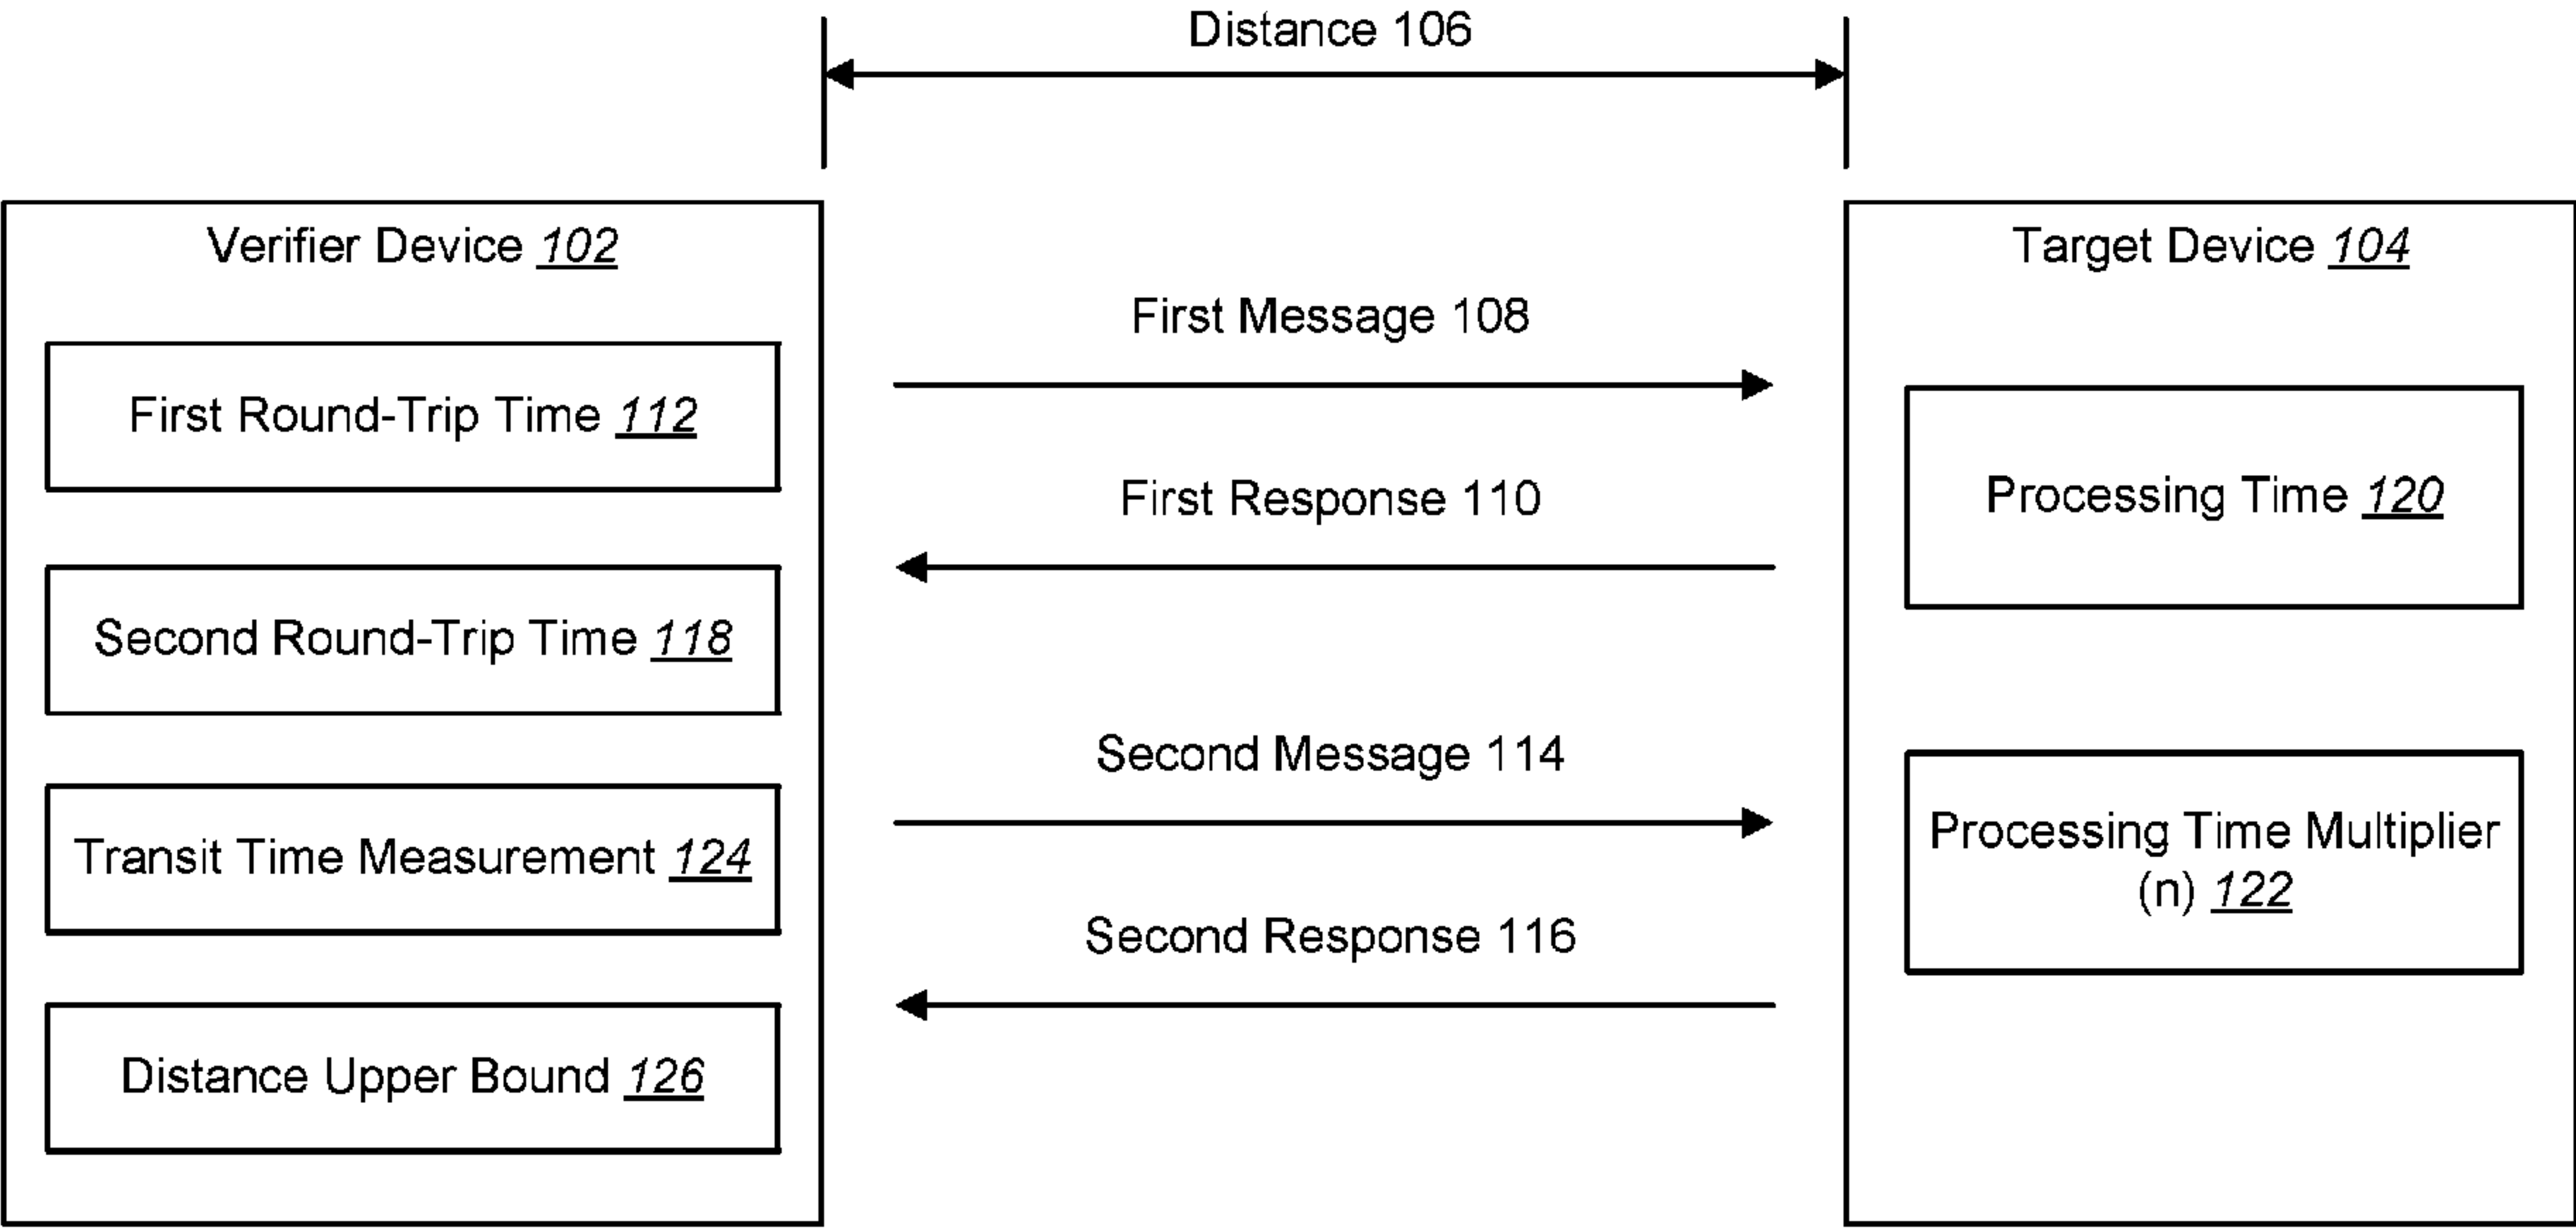 Distance 106
Verifier Device 102
First Round-Trip Time 112
Second Round-Trip Time 118
Transit Time Measurement 124
Distance Upper Bound 126
First Message 108
First Response 110
Second Message 114
Second Response 116
Target Device 104
Processing Time 120
Processing Time Multiplier
(n) 122